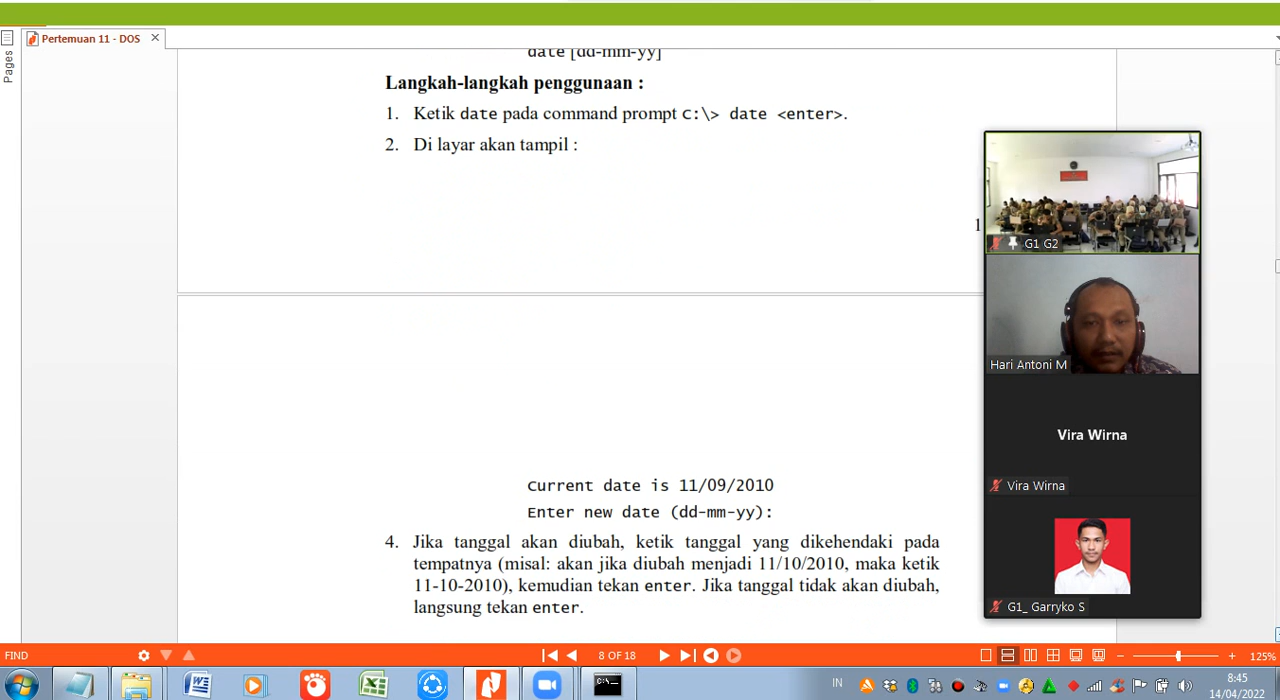 Pertemuan 11 - DOS
Pages
date [dd-mm-yy]
Langkah-langkah penggunaan :
1. Ketik date pada command prompt C:\> date <enter>.
2. Di layar akan tampil :
1
Current date is 11/09/2010
Enter new date (dd-mm-yy):
4. Jika tanggal akan diubah, ketik tanggal yang dikehendaki pada
tempatnya (misal: akan jika diubah menjadi 11/10/2010, maka ketik
11-10-2010), kemudian tekan enter. Jika tanggal tidak akan diubah,
langsung tekan enter.
G1 G2
Hari Antoni M
Vira Wirna
Vira Wirna
G1_ Garryko S
FIND
8 OF 18
125%
IN
8:45
14/04/2022